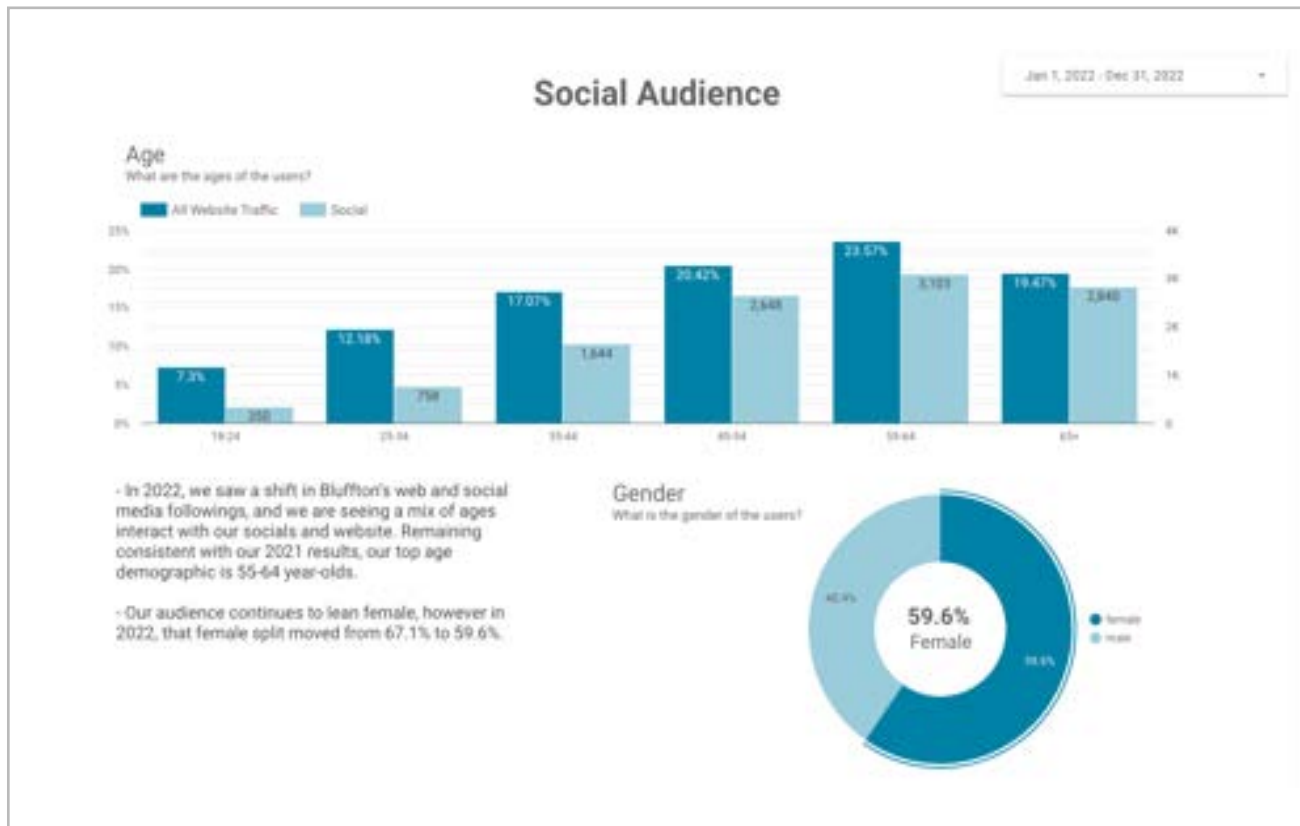 Jan 1, 2022 - Dec 31, 2022
Social Audience
Age
What are the ages of the users?
All Website Traffic
Social
25%
20%
15%
10%
5%
0%
4K
3K
2K
1K
0
7.3%
350
12.18%
758
17.07%
1,644
20.42%
2,648
23.57%
3,103
19.47%
2,840
18-24
25-34
35-44
45-54
55-64
65+
- In 2022, we saw a shift in Bluffton's web and social
media followings, and we are seeing a mix of ages
interact with our socials and website. Remaining
consistent with our 2021 results, our top age
demographic is 55-64 year-olds.
- Our audience continues to lean female, however in
2022, that female split moved from 67.1% to 59.6%.
Gender
What is the gender of the users?
40.4%
59.6%
Female
59.6%
female
male